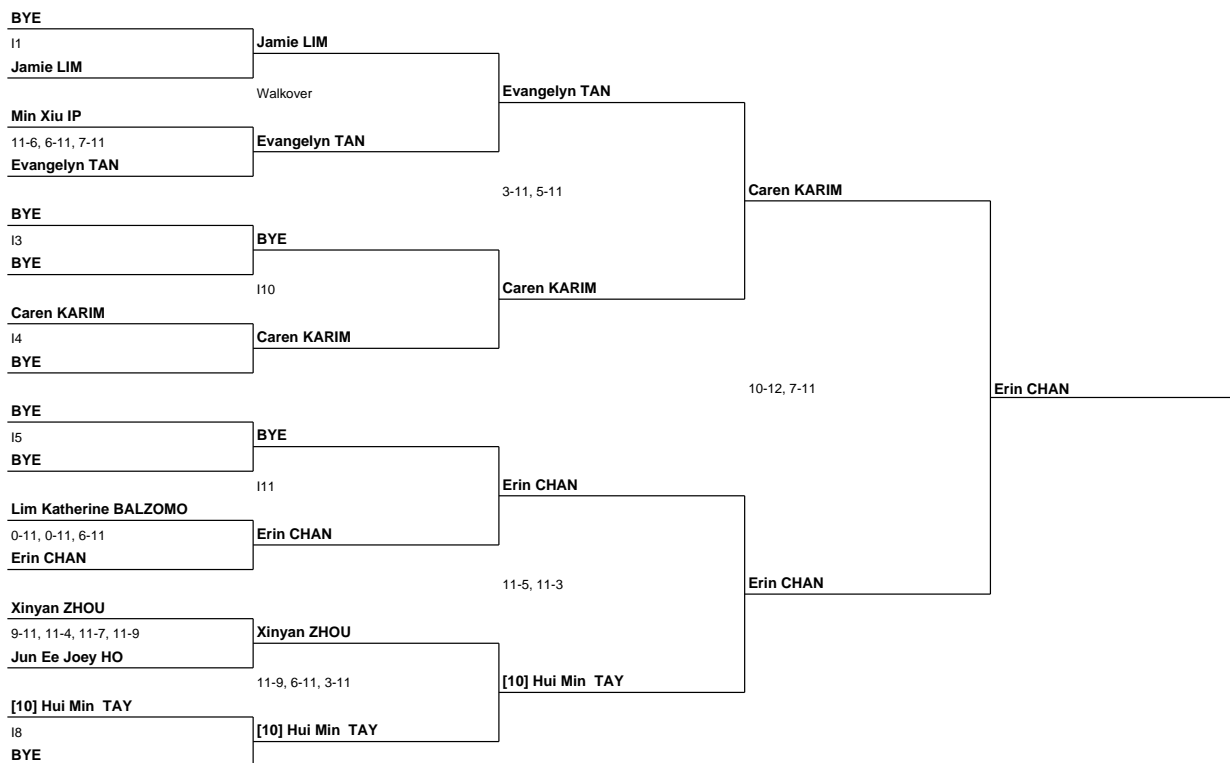 BYE
I1
Jamie LIM
Min Xiu IP
11-6, 6-11, 7-11
Evangelyn TAN
BYE
I3
BYE
Caren KARIM
I4
BYE
BYE
I5
BYE
Lim Katherine BALZOMO
0-11, 0-11, 6-11
Erin CHAN
Xinyan ZHOU
9-11, 11-4, 11-7, 11-9
Jun Ee Joey HO
[10] Hui Min TAY
I8
BYE
Jamie LIM
Walkover
Evangelyn TAN
BYE
I10
Caren KARIM
BYE
I11
Erin CHAN
Xinyan ZHOU
11-9, 6-11, 3-11
[10] Hui Min TAY
Evangelyn TAN
3-11, 5-11
Caren KARIM
Erin CHAN
11-5, 11-3
[10] Hui Min TAY
Caren KARIM
10-12, 7-11
Erin CHAN
Erin CHAN